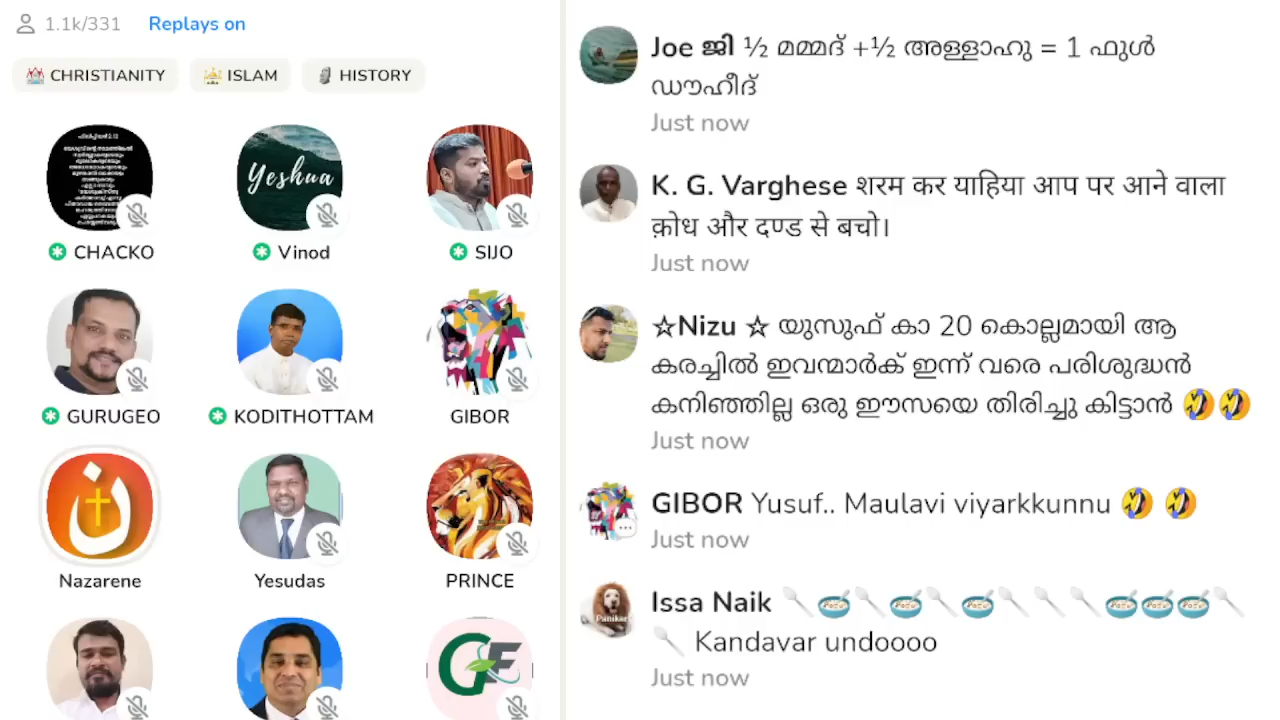 1.1k/331 Replays on
CHRISTIANITY ISLAM HISTORY
Yeshua
CHACKO Vinod SIJO
GURUGEO KODITHOTTAM GIBOR
ن
Nazarene Yesudas PRINCE
GF
Joe ജി ½ മമ്മദ് +½ അള്ളാഹു = 1 ഫുൾ
ഡൗഹീദ്
Just now
K. G. Varghese शरम कर याहिया आप पर आने वाला
क्रोध और दण्ड से बचो।
Just now
☆Nizu ☆ യുസുഫ് കാ 20 കൊല്ലമായി ആ
കരച്ചിൽ ഇവന്മാർക് ഇന്ന് വരെ പരിശുദ്ധൻ
കനിഞ്ഞില്ല ഒരു ഈസയെ തിരിച്ചു കിട്ടാൻ 🤣🤣
Just now
GIBOR Yusuf.. Maulavi viyarkkunnu 🤣 🤣
Just now
Issa Naik 🥄🥣🥄🥣🥄🥣🥄🥄🥄🥣🥣🥣🥄
🥄 Kandavar undoooo
Just now
Panikar